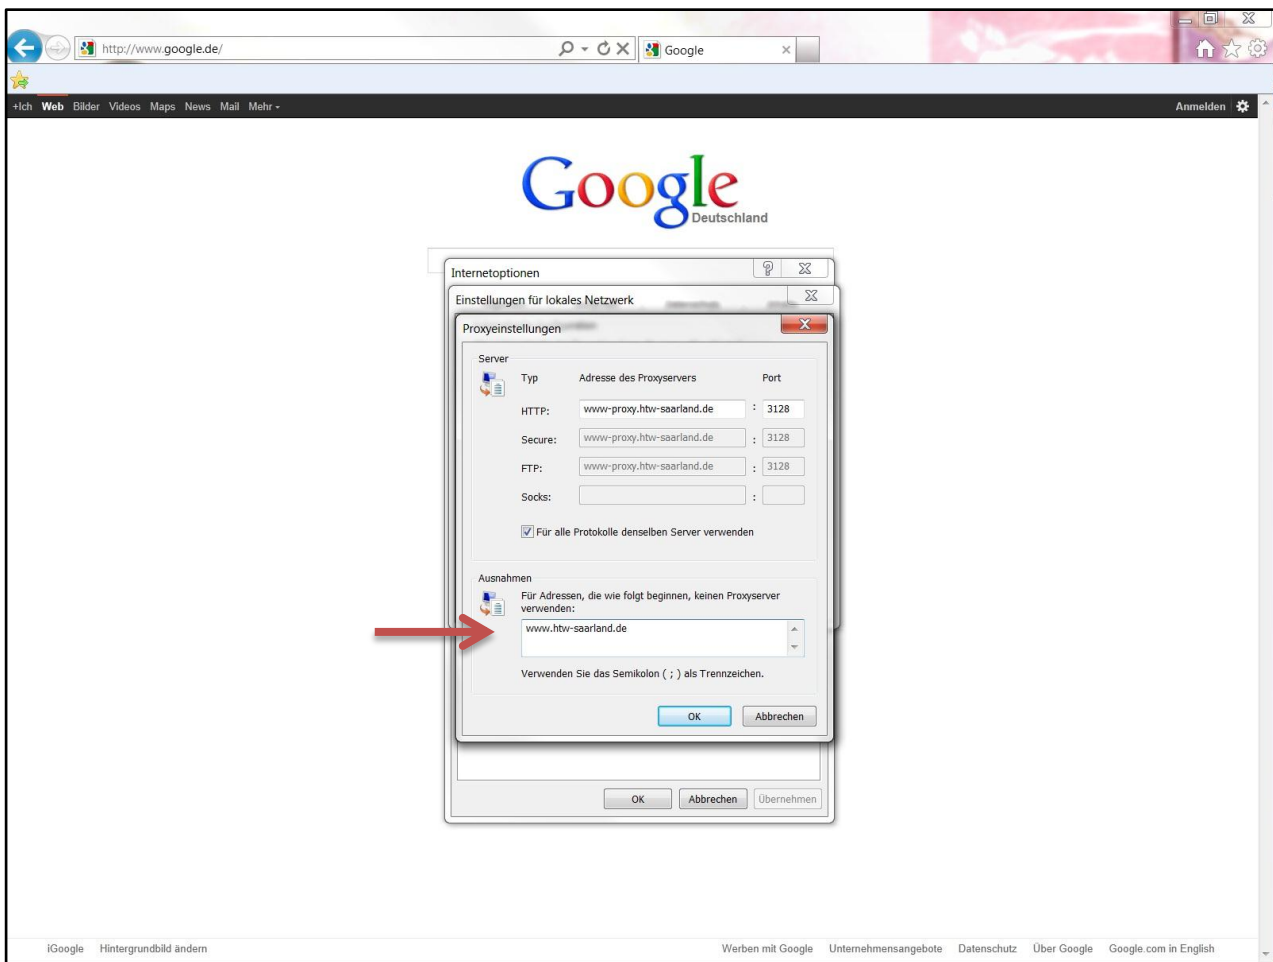 http://www.google.de/
Google
+Ich Web Bilder Videos Maps News Mail Mehr
Anmelden
Google
Deutschland
Internetoptionen
Einstellungen für lokales Netzwerk
Proxyeinstellungen
Server
Typ Adresse des Proxyservers Port
HTTP: www-proxy.htw-saarland.de : 3128
Secure: www-proxy.htw-saarland.de : 3128
FTP: www-proxy.htw-saarland.de : 3128
Socks: :
Für alle Protokolle denselben Server verwenden
Ausnahmen
Für Adressen, die wie folgt beginnen, keinen Proxyserver
verwenden:
www.htw-saarland.de
Verwenden Sie das Semikolon ( ; ) als Trennzeichen.
OK Abbrechen
OK Abbrechen Übernehmen
iGoogle Hintergrundbild ändern Werben mit Google Unternehmensangebote Datenschutz Über Google Google.com in English